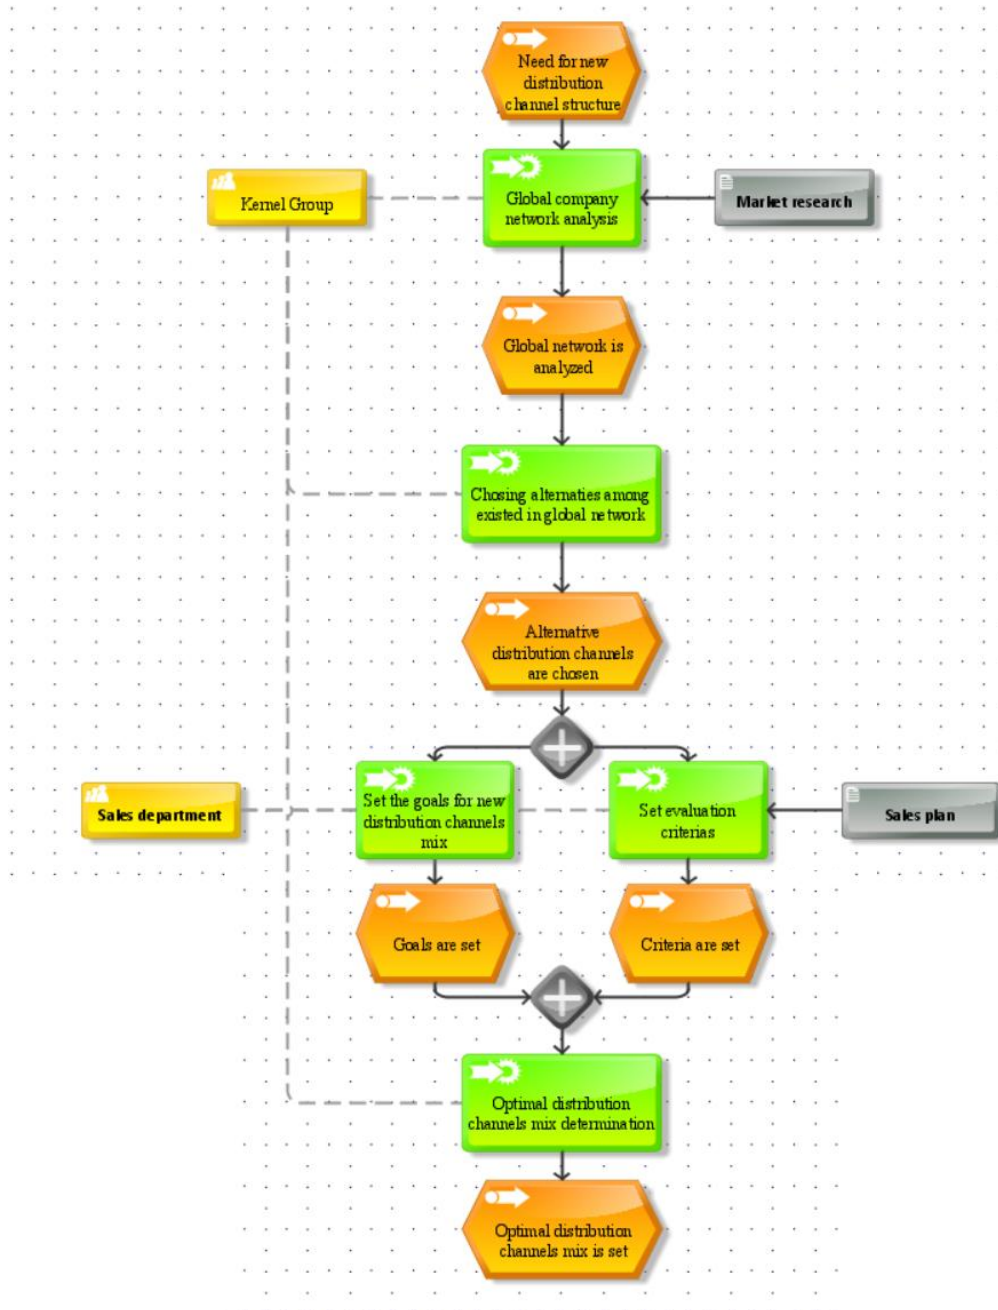 Need for new
distribution
channel structure
Kernel Group
Global company
network analysis
Market research
Global network is
analyzed
Chosing alternaties among
existed in global network
Alternative
distribution channels
are chosen
Sales department
Set the goals for new
distribution channels
mix
Set evaluation
criterias
Sales plan
Goals are set
Criteria are set
Optimal distribution
channels mix determination
Optimal distribution
channels mix is set